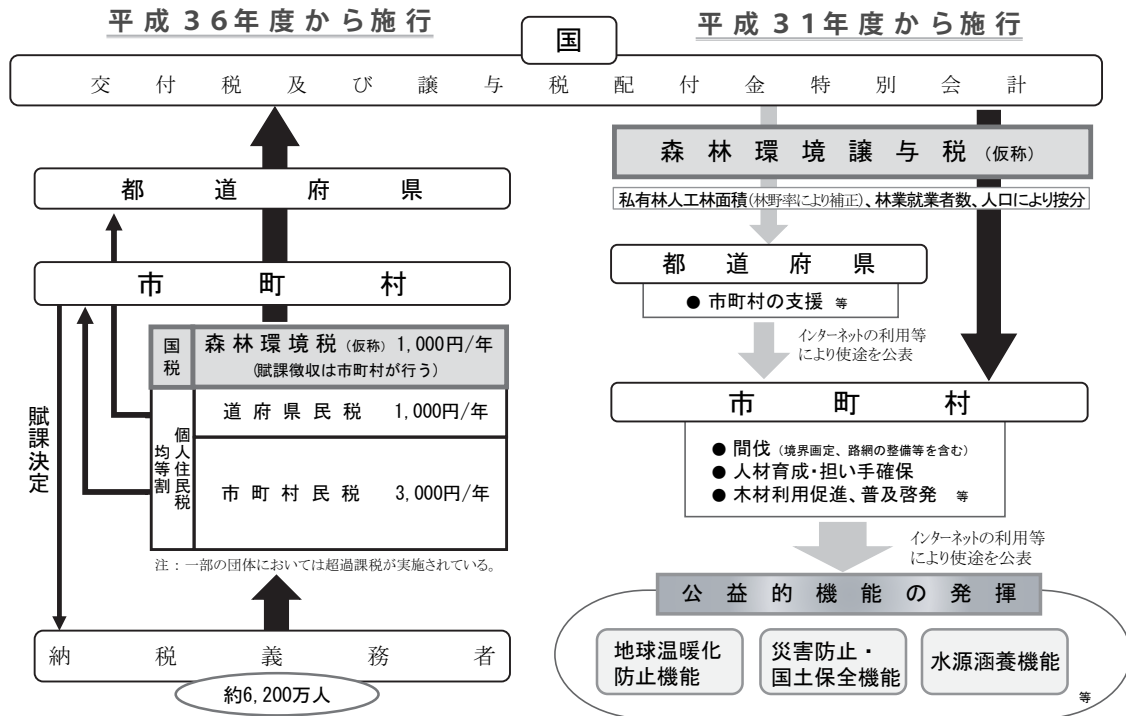 平成36年度から施行
平成31年度から施行
国
交付税及び譲与税配付金特別会計
都道府県
市町村
国税
森林環境税(仮称) 1,000円/年
(賦課徴収は市町村が行う)
個人住民税
均等割
道府県民税 1,000円/年
市町村民税 3,000円/年
賦課決定
注：一部の団体においては超過課税が実施されている。
納税義務者
約6,200万人
森林環境譲与税(仮称)
私有林人工林面積(林野率により補正)、林業就業者数、人口により按分
都道府県
● 市町村の支援 等
インターネットの利用等
により使途を公表
市町村
● 間伐（境界画定、路網の整備等を含む）
● 人材育成・担い手確保
● 木材利用促進、普及啓発 等
インターネットの利用等
により使途を公表
公益的機能の発揮
地球温暖化
防止機能
災害防止・
国土保全機能
水源涵養機能
等